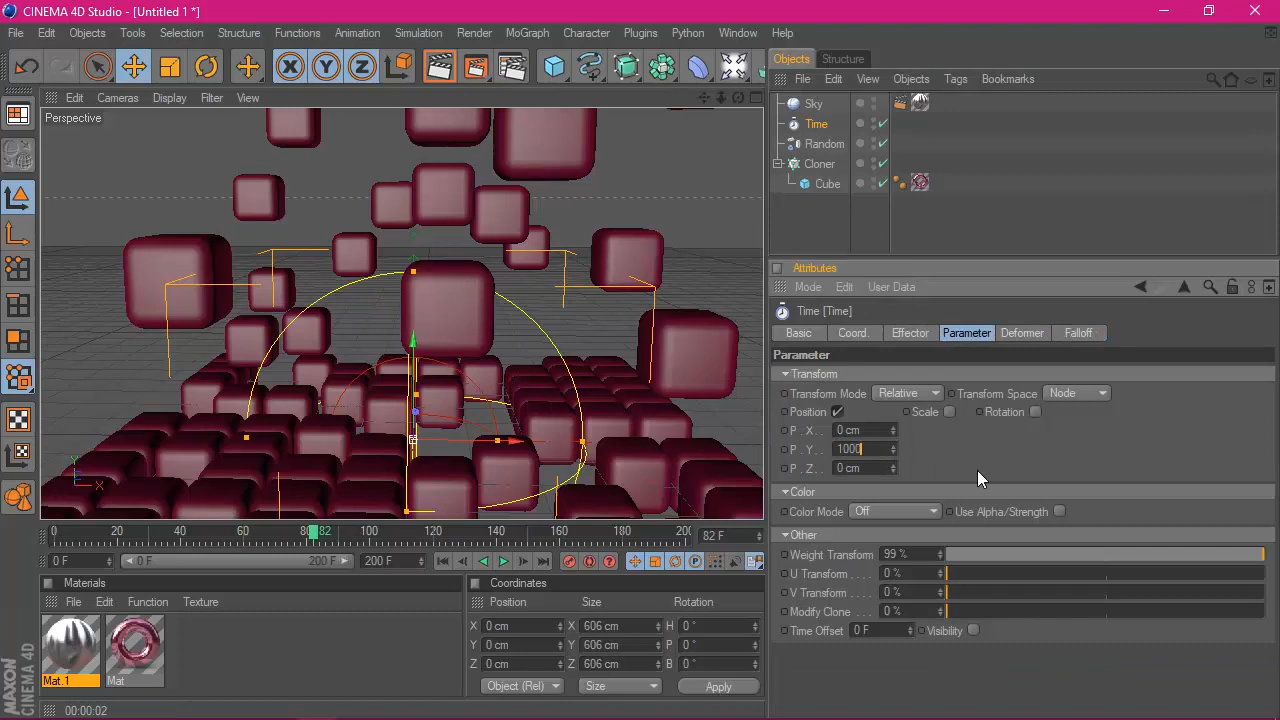 CINEMA 4D Studio - [Untitled 1 *]
File Edit Objects Tools Selection Structure Functions Animation Simulation Render MoGraph Character Plugins Python Window Help
Objects Structure
Edit Cameras Display Filter View
File Edit View Objects Tags Bookmarks
Perspective
Sky
Time
Random
Cloner
Cube
Attributes
Mode Edit User Data
Time [Time]
Basic Coord. Effector Parameter Deformer Falloff
Parameter
Transform
Transform Mode Relative Transform Space Node
Position Scale Rotation
P . X . . 0 cm
P . Y . . 1000
P . Z . . 0 cm
Color
Color Mode Off Use Alpha/Strength
Other
Weight Transform 99 %
U Transform . . . . 0 %
V Transform . . . . 0 %
Modify Clone . . . 0 %
Time Offset 0 F Visibility
Y
Z X
0 20 40 60 82 100 120 140 160 180 200 82 F
0 F 0 F 200 F 200 F
Materials
File Edit Function Texture
Mat.1 Mat
Coordinates
Position Size Rotation
X 0 cm X 606 cm H 0 °
Y 0 cm Y 606 cm P 0 °
Z 0 cm Z 606 cm B 0 °
Object (Rel) Size Apply
MAXON
CINEMA 4D
00:00:02